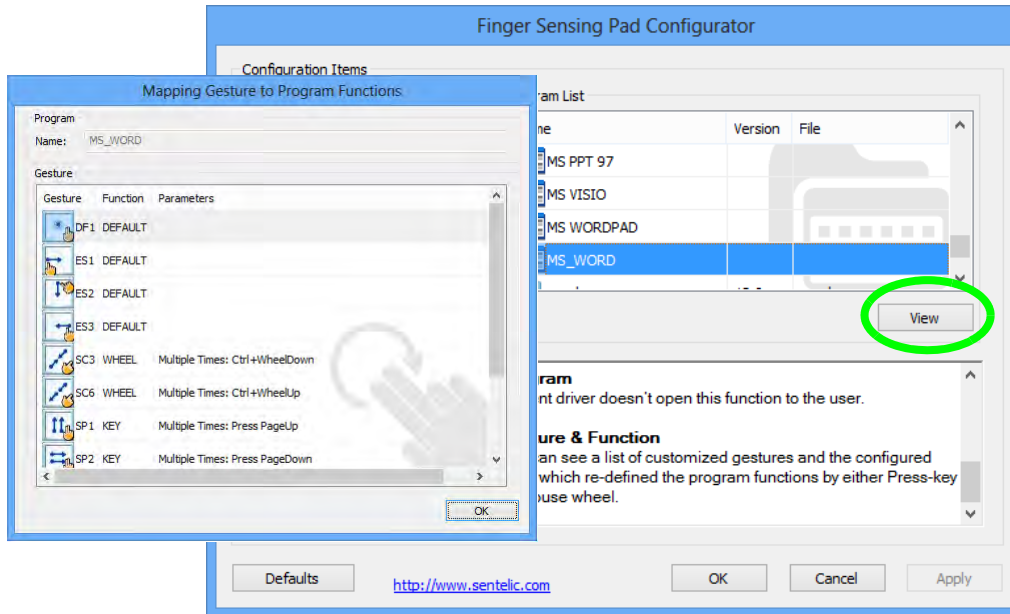 Finger Sensing Pad Configurator
Configuration Items
Mapping Gesture to Program Functions
Program
Name: MS_WORD
Gesture
Gesture Function Parameters
DF1 DEFAULT
ES1 DEFAULT
ES2 DEFAULT
ES3 DEFAULT
SC3 WHEEL Multiple Times: Ctrl+WheelDown
SC6 WHEEL Multiple Times: Ctrl+WheelUp
SP1 KEY Multiple Times: Press PageUp
SP2 KEY Multiple Times: Press PageDown
OK
ram List
me Version File
MS PPT 97
MS VISIO
MS WORDPAD
MS_WORD
View
ram
nt driver doesn't open this function to the user.
ure & Function
an see a list of customized gestures and the configured
which re-defined the program functions by either Press-key
use wheel.
Defaults http://www.sentelic.com OK Cancel Apply